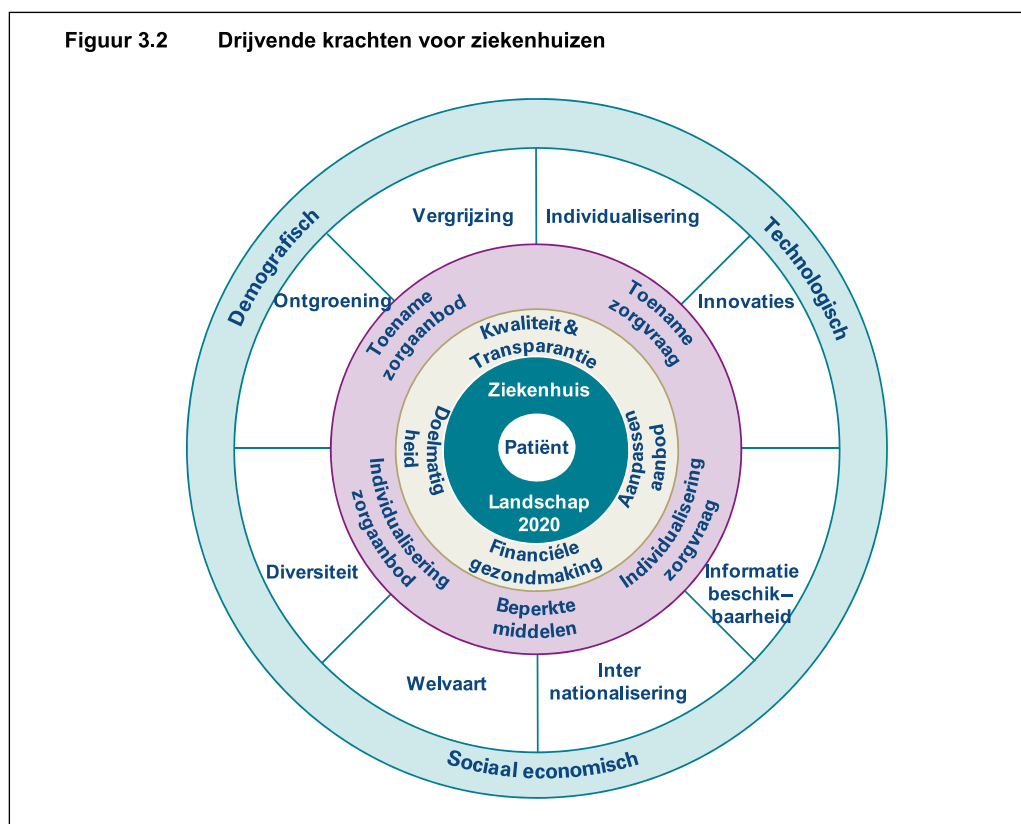 Figuur 3.2 Drijvende krachten voor ziekenhuizen
Demografisch
Technologisch
Sociaal economisch
Vergrijzing
Individualisering
Ontgroening
Innovaties
Diversiteit
Informatie
beschik–
baarheid
Welvaart
Inter
nationalisering
Toename
zorgaanbod
Toename
zorgvraag
Individualisering
zorgaanbod
Individualisering
zorgvraag
Beperkte
middelen
Kwaliteit &
Transparantie
Doelmatig
heid
Aanpassen
aanbod
Financiéle
gezondmaking
Ziekenhuis
Patiënt
Landschap
2020